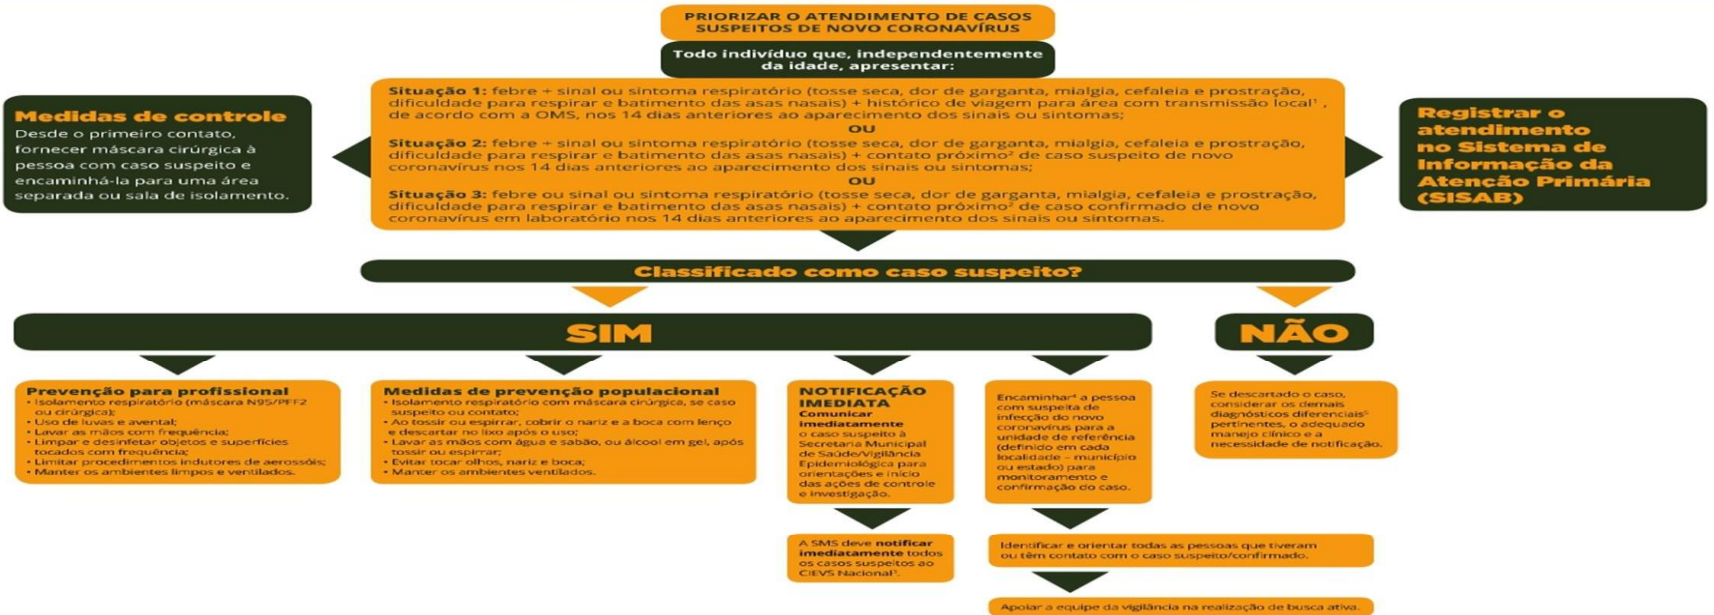 PRIORIZAR O ATENDIMENTO DE CASOS
SUSPEITOS DE NOVO CORONAVÍRUS
Todo indivíduo que, independentemente
da idade, apresentar:
Situação 1: febre + sinal ou sintoma respiratório (tosse seca, dor de garganta, mialgia, cefaleia e prostração,
dificuldade para respirar e batimento das asas nasais) + histórico de viagem para área com transmissão local¹ ,
de acordo com a OMS, nos 14 dias anteriores ao aparecimento dos sinais ou sintomas;
OU
Situação 2: febre + sinal ou sintoma respiratório (tosse seca, dor de garganta, mialgia, cefaleia e prostração,
dificuldade para respirar e batimento das asas nasais) + contato próximo² de caso suspeito de novo
coronavírus nos 14 dias anteriores ao aparecimento dos sinais ou sintomas;
OU
Situação 3: febre ou sinal ou sintoma respiratório (tosse seca, dor de garganta, mialgia, cefaleia e prostração,
dificuldade para respirar e batimento das asas nasais) + contato próximo² de caso confirmado de novo
coronavírus em laboratório nos 14 dias anteriores ao aparecimento dos sinais ou sintomas.
Medidas de controle
Desde o primeiro contato,
fornecer máscara cirúrgica à
pessoa com caso suspeito e
encaminhá-la para uma área
separada ou sala de isolamento.
Registrar o
atendimento
no Sistema de
Informação da
Atenção Primária
(SISAB)
Classificado como caso suspeito?
SIM
NÃO
Prevenção para profissional
• Isolamento respiratório (máscara N95/PFF2
ou cirúrgica);
• Uso de luvas e avental;
• Lavar as mãos com frequência;
• Limpar e desinfetar objetos e superfícies
tocados com frequência;
• Limitar procedimentos indutores de aerossóis;
• Manter os ambientes limpos e ventilados.
Medidas de prevenção populacional
• Isolamento respiratório com máscara cirúrgica, se caso
suspeito ou contato;
• Ao tossir ou espirrar, cobrir o nariz e a boca com lenço
e descartar no lixo após o uso;
• Lavar as mãos com água e sabão, ou álcool em gel, após
tossir ou espirrar;
• Evitar tocar olhos, nariz e boca;
• Manter os ambientes ventilados.
NOTIFICAÇÃO
IMEDIATA
Comunicar
imediatamente
o caso suspeito à
Secretaria Municipal
de Saúde/Vigilância
Epidemiológica para
orientações e início
das ações de controle
e investigação.
A SMS deve notificar
imediatamente todos
os casos suspeitos ao
CIEVS Nacional³.
Encaminhar⁴ a pessoa
com suspeita de
infecção do novo
coronavírus para a
unidade de referência
(definido em cada
localidade – município
ou estado) para
monitoramento e
confirmação do caso.
Identificar e orientar todas as pessoas que tiveram
ou têm contato com o caso suspeito/confirmado.
Apoiar a equipe da vigilância na realização de busca ativa.
Se descartado o caso,
considerar os demais
diagnósticos diferenciais⁵
pertinentes, o adequado
manejo clínico e a
necessidade de notificação.